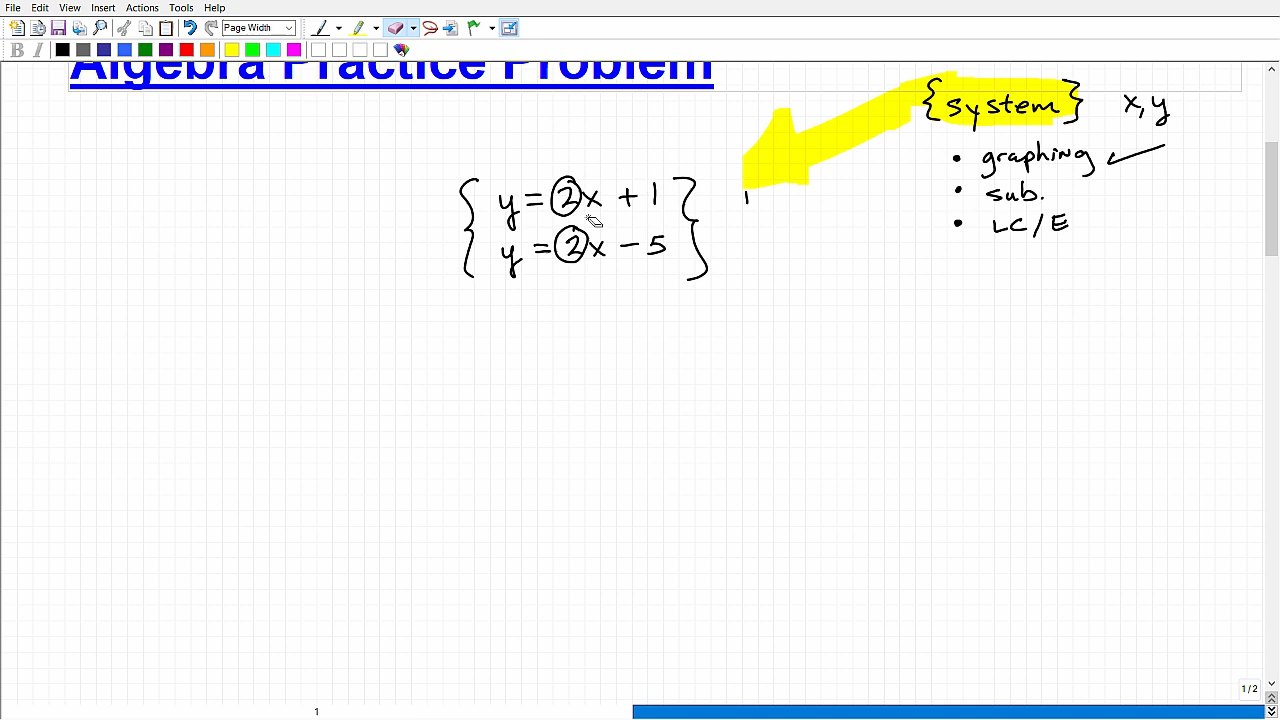 File Edit View Insert Actions Tools Help
Page Width
B I
Algebra Practice Problem
{system} x, y
• graphing
• sub.
• LC/E
{ y = 2x + 1 }
y = 2x - 5
1/2
1